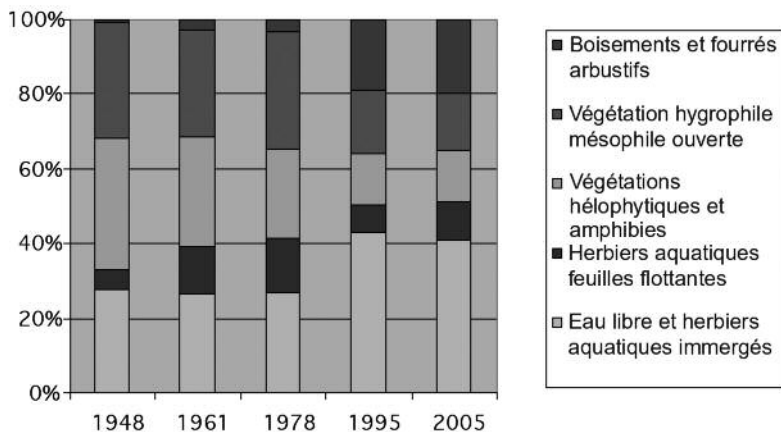 100%
80%
60%
40%
20%
0%
1948 1961 1978 1995 2005
Boisements et fourrés
arbustifs
Végétation hygrophile
mésophile ouverte
Végétations
hélophytiques et
amphibies
Herbiers aquatiques
feuilles flottantes
Eau libre et herbiers
aquatiques immergés